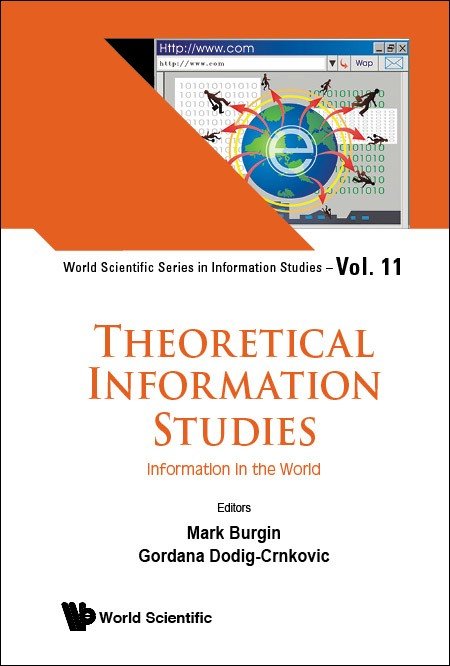 Http://www.com
http://www.com
Wap
e
World Scientific Series in Information Studies – Vol. 11
THEORETICAL
INFORMATION
STUDIES
Information in the World
Editors
Mark Burgin
Gordana Dodig-Crnkovic
World Scientific